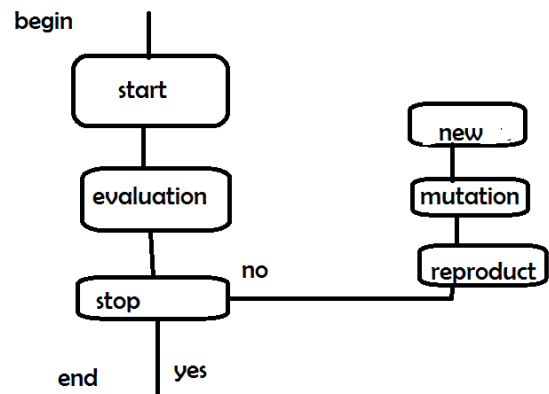 begin
start
new
evaluation
mutation
no
reproduct
stop
yes
end